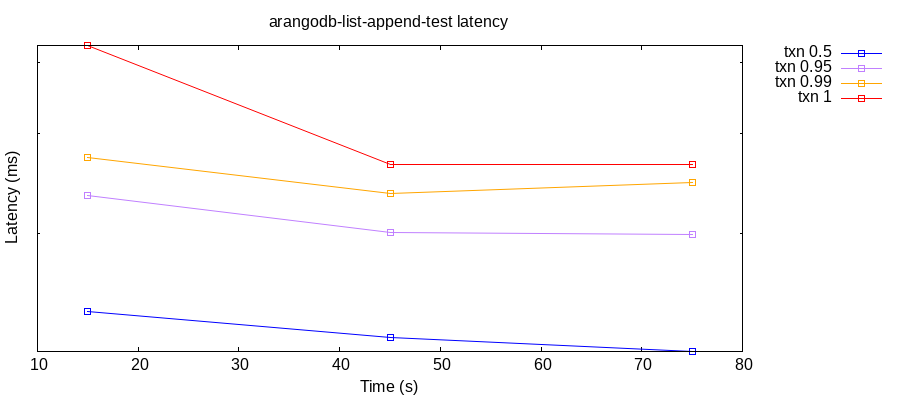 arangodb-list-append-test latency
txn 0.5
txn 0.95
txn 0.99
txn 1
Latency (ms)
10 20 30 40 50 60 70 80
Time (s)